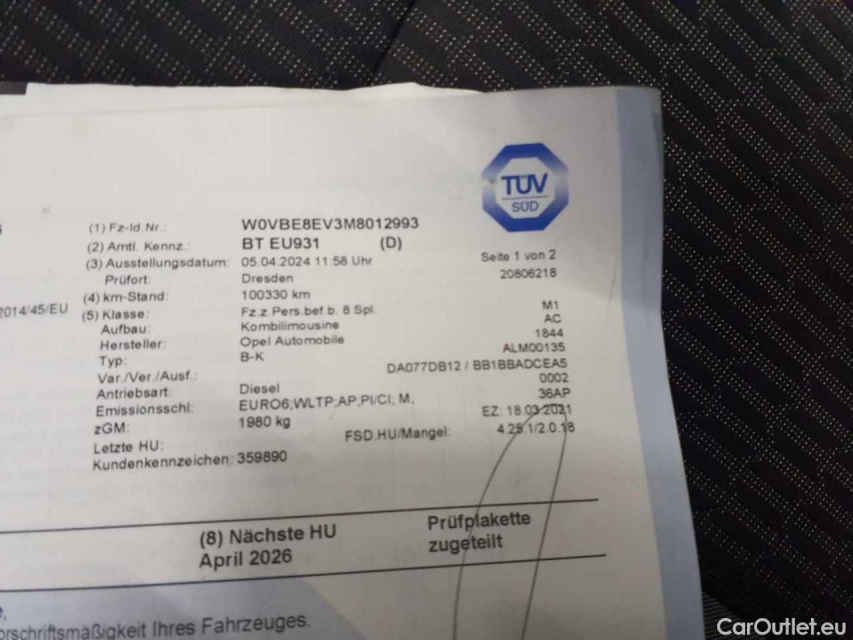 TÜV
SÜD
(1) Fz-Id.Nr.: W0VBE8EV3M8012993
(2) Amtl. Kennz.: BT EU931 (D)
Seite 1 von 2
(3) Ausstellungsdatum: 05.04.2024 11:58 Uhr
20806218
Prüfort: Dresden
2014/45/EU
(4) km-Stand: 100330 km
(5) Klasse: Fz.z.Pers.bef.b. 8 Spl. M1
Aufbau: Kombilimousine AC
Hersteller: Opel Automobile 1844
Typ: B-K ALM00135
Var./Ver./Ausf.: DA077DB12 / BB1BBADCEA5
Antriebsart: Diesel 0002
Emissionsschl: EURO6;WLTP;AP,PI/CI; M, 36AP
zGM: 1980 kg EZ: 18.03.2021
Letzte HU: FSD.HU/Mangel: 4.25.1/2.0.18
Kundenkennzeichen: 359890
(8) Nächste HU Prüfplakette
April 2026 zugeteilt
orschriftsmäßigkeit Ihres Fahrzeuges.
CarOutlet.eu